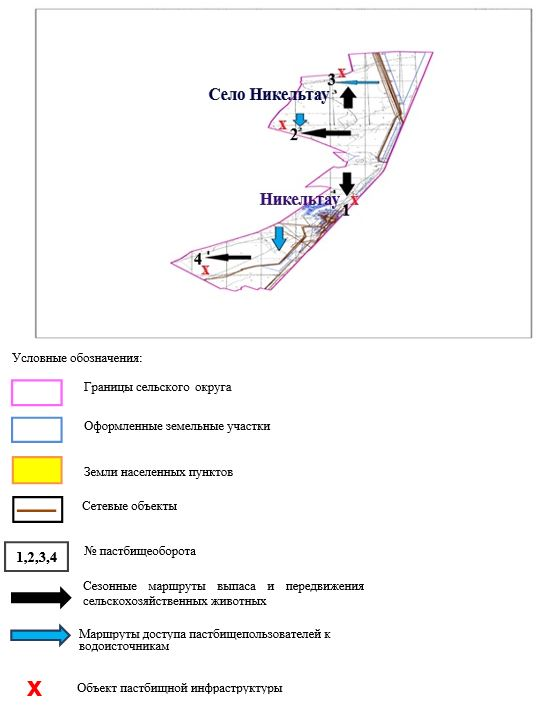 3 X
Село Никельтау
X 2
Никельтау X
1
4
X
Условные обозначения:
Границы сельского округа
Оформленные земельные участки
Земли населенных пунктов
Сетевые объекты
1,2,3,4 № пастбищеоборота
Сезонные маршруты выпаса и передвижения
сельскохозяйственных животных
Маршруты доступа пастбищепользователей к
водоисточникам
X Объект пастбищной инфраструктуры